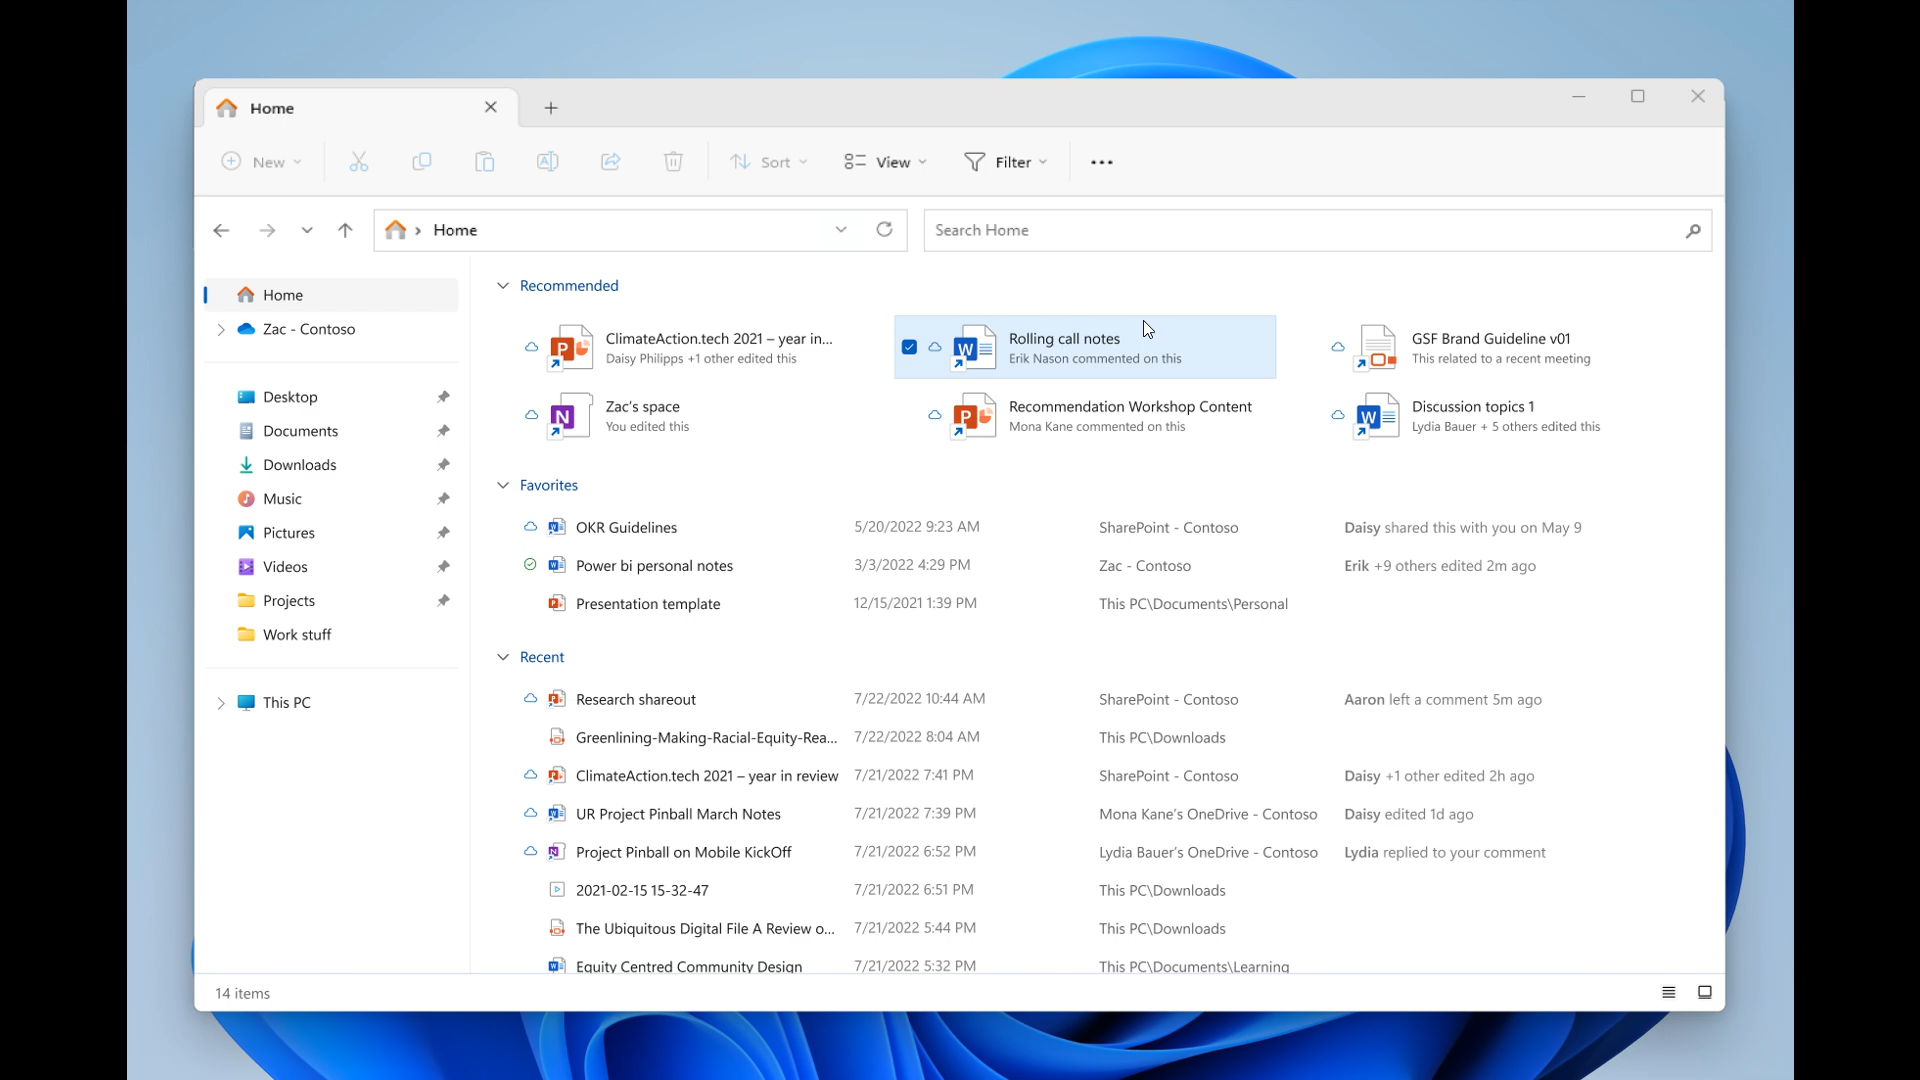 Home
New
Sort
View
Filter
Home
Search Home
Home
Zac - Contoso
Desktop
Documents
Downloads
Music
Pictures
Videos
Projects
Work stuff
This PC
Recommended
ClimateAction.tech 2021 – year in...
Daisy Philipps +1 other edited this
Rolling call notes
Erik Nason commented on this
GSF Brand Guideline v01
This related to a recent meeting
Zac's space
You edited this
Recommendation Workshop Content
Mona Kane commented on this
Discussion topics 1
Lydia Bauer + 5 others edited this
Favorites
OKR Guidelines 5/20/2022 9:23 AM SharePoint - Contoso Daisy shared this with you on May 9
Power bi personal notes 3/3/2022 4:29 PM Zac - Contoso Erik +9 others edited 2m ago
Presentation template 12/15/2021 1:39 PM This PC\Documents\Personal
Recent
Research shareout 7/22/2022 10:44 AM SharePoint - Contoso Aaron left a comment 5m ago
Greenlining-Making-Racial-Equity-Rea... 7/22/2022 8:04 AM This PC\Downloads
ClimateAction.tech 2021 – year in review 7/21/2022 7:41 PM SharePoint - Contoso Daisy +1 other edited 2h ago
UR Project Pinball March Notes 7/21/2022 7:39 PM Mona Kane's OneDrive - Contoso Daisy edited 1d ago
Project Pinball on Mobile KickOff 7/21/2022 6:52 PM Lydia Bauer's OneDrive - Contoso Lydia replied to your comment
2021-02-15 15-32-47 7/21/2022 6:51 PM This PC\Downloads
The Ubiquitous Digital File A Review o... 7/21/2022 5:44 PM This PC\Downloads
Equity Centred Community Design 7/21/2022 5:32 PM This PC\Documents\Learning
14 items